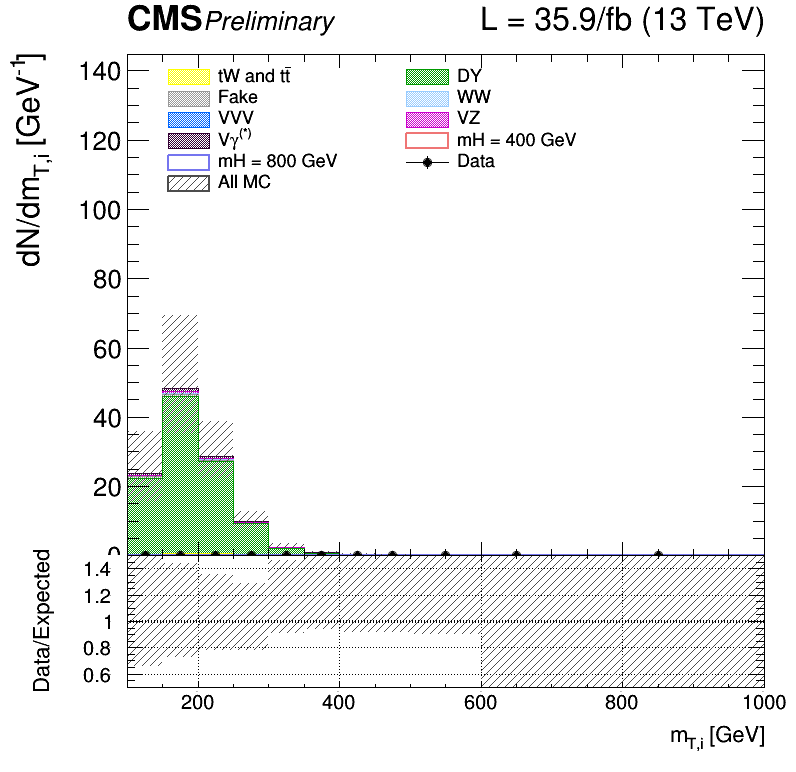 CMS Preliminary L = 35.9/fb (13 TeV)
dN/dm_{T,i} [GeV⁻¹]
140
120
100
80
60
40
20
0
tW and tt̄
DY
Fake
WW
VVV
VZ
Vγ^{(*)}
mH = 400 GeV
mH = 800 GeV
Data
All MC
Data/Expected
1.4
1.2
1
0.8
0.6
200 400 600 800 1000
m_{T,i} [GeV]